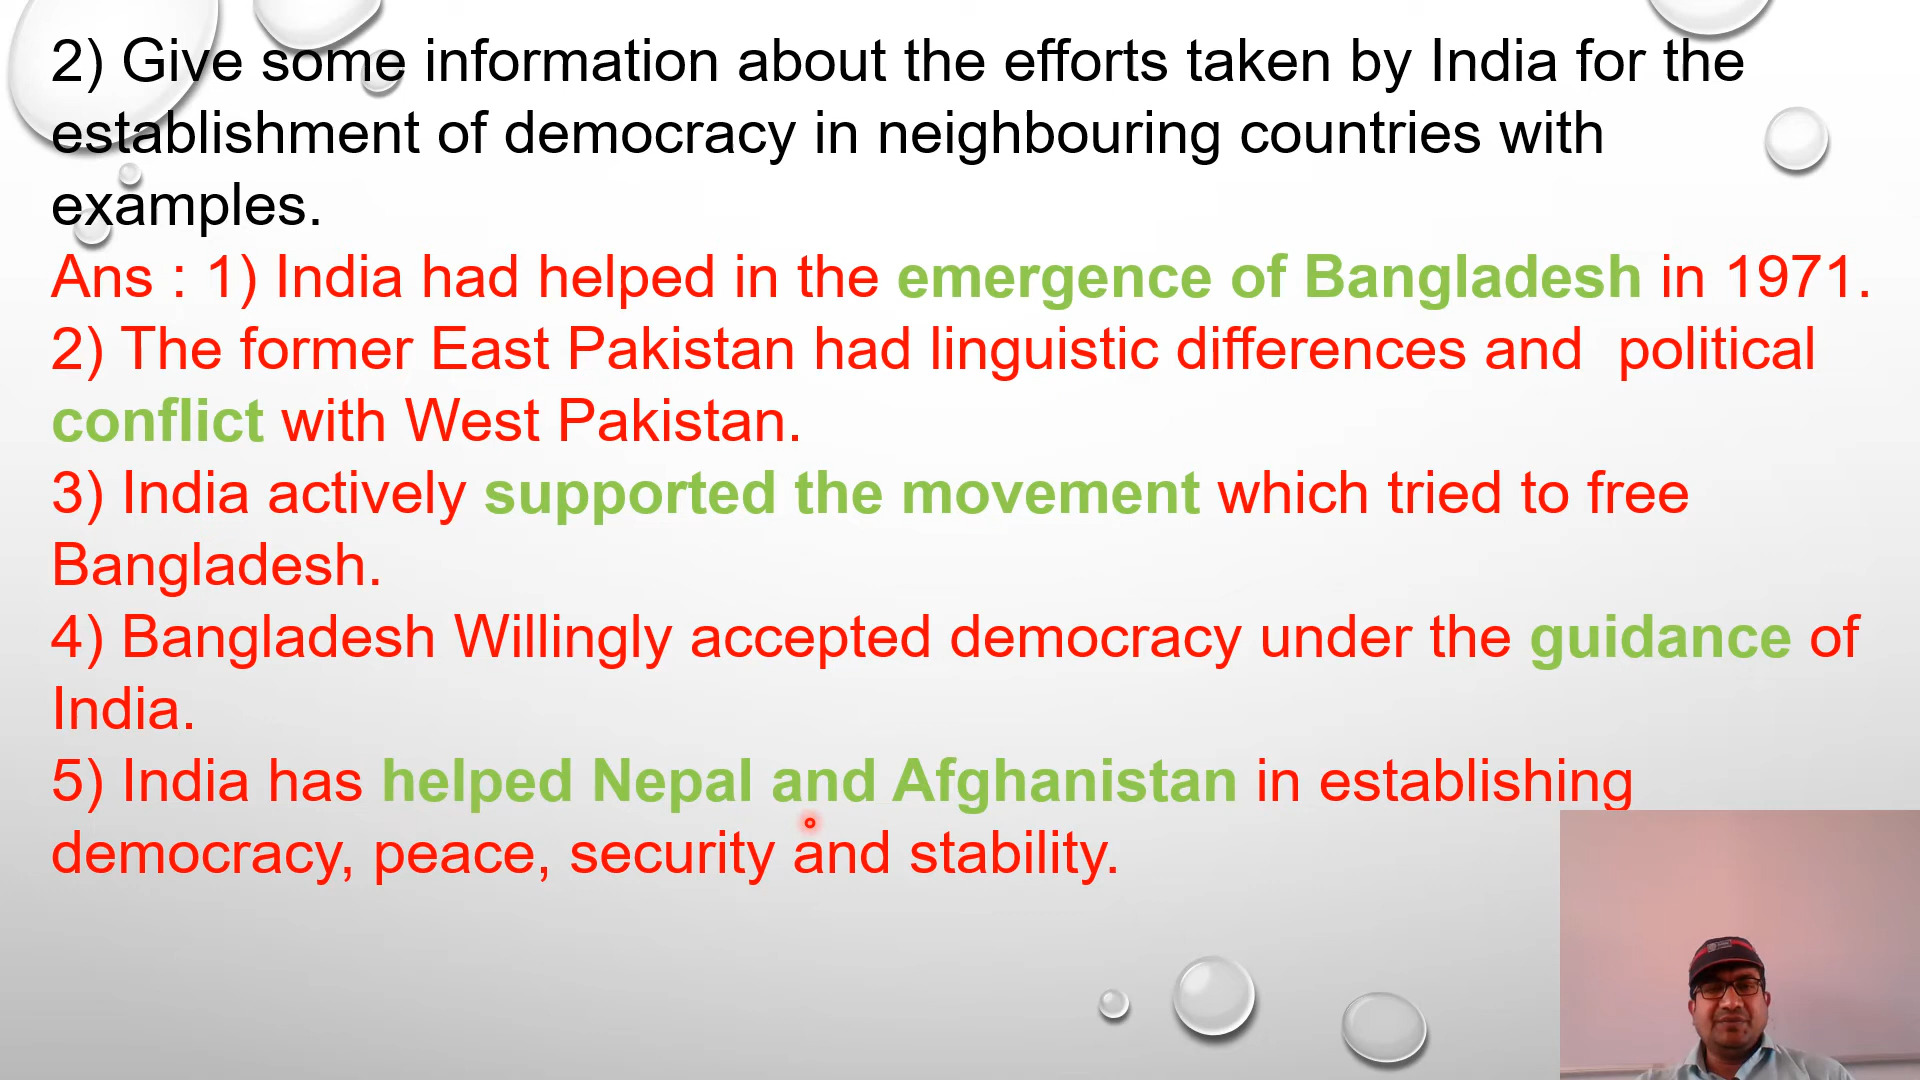 2) Give some information about the efforts taken by India for the
establishment of democracy in neighbouring countries with
examples.
Ans : 1) India had helped in the emergence of Bangladesh in 1971.
2) The former East Pakistan had linguistic differences and  political
conflict with West Pakistan.
3) India actively supported the movement which tried to free
Bangladesh.
4) Bangladesh Willingly accepted democracy under the guidance of
India.
5) India has helped Nepal and Afghanistan in establishing
democracy, peace, security and stability.